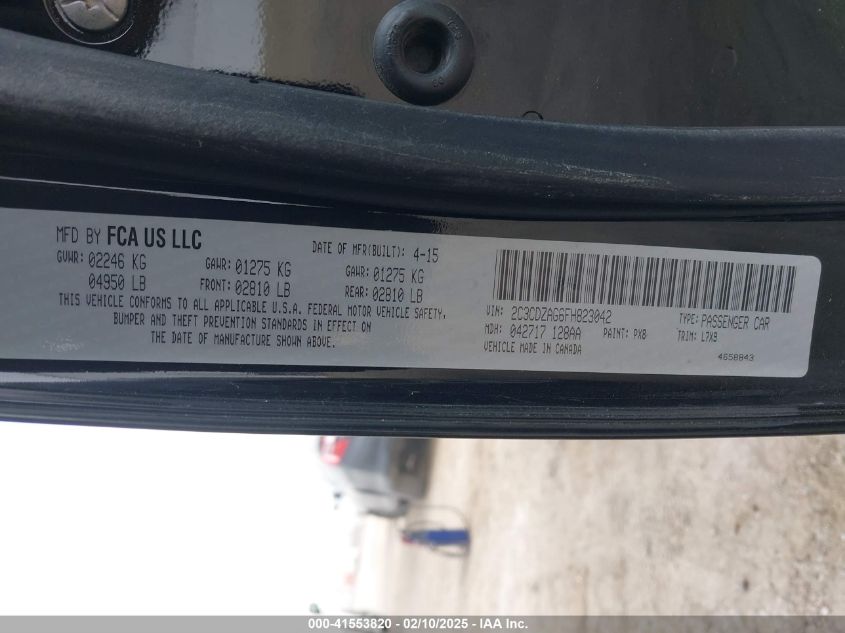 MFD BY FCA US LLC
DATE OF MFR(BUILT): 4-15
GVWR: 02246 KG
04950 LB
GAWR: 01275 KG
FRONT: 02810 LB
GAWR: 01275 KG
REAR: 02810 LB
THIS VEHICLE CONFORMS TO ALL APPLICABLE U.S.A. FEDERAL MOTOR VEHICLE SAFETY,
BUMPER AND THEFT PREVENTION STANDARDS IN EFFECT ON
THE DATE OF MANUFACTURE SHOWN ABOVE.
VIN: 2C3CDZAG6FH823042
TYPE: PASSENGER CAR
MDH: 042717 128AA
PAINT: PX8
TRIM: L7X9
VEHICLE MADE IN CANADA
4658843
000-41553820 - 02/10/2025 - IAA Inc.